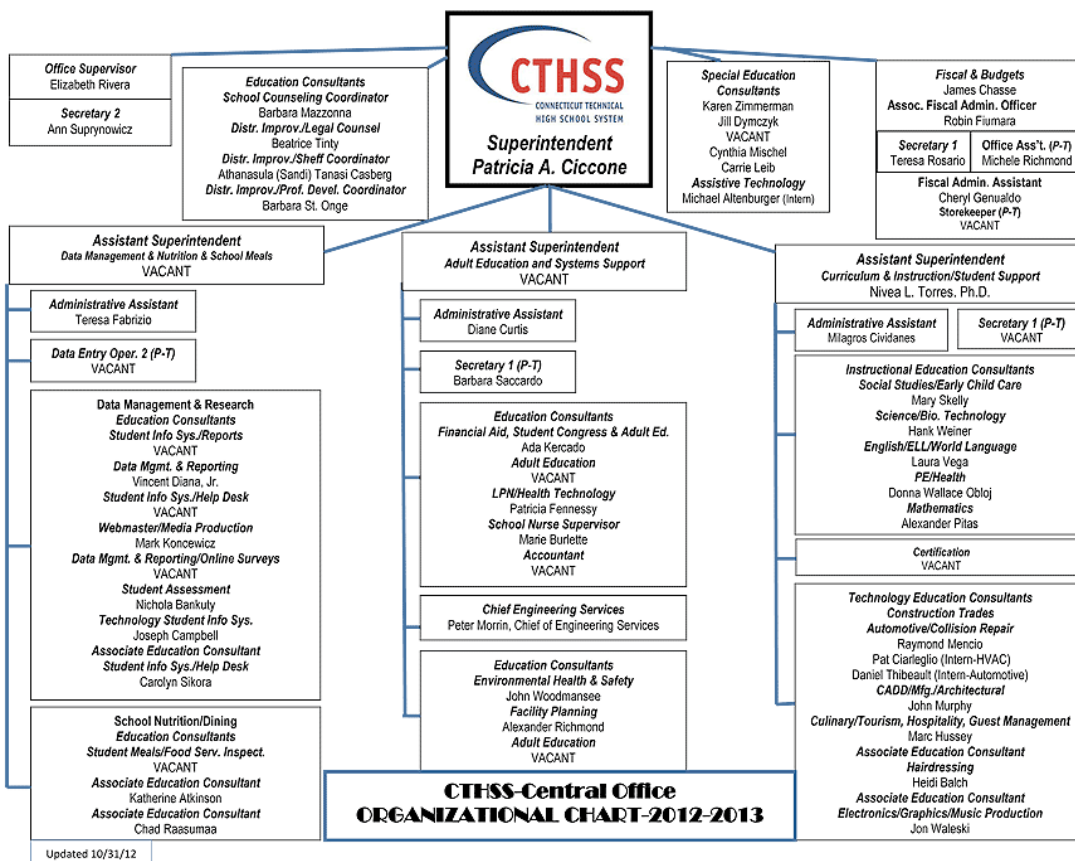 CTHSS
CONNECTICUT TECHNICAL
HIGH SCHOOL SYSTEM
Superintendent
Patricia A. Ciccone
Office Supervisor
Elizabeth Rivera
Secretary 2
Ann Suprynowicz
Education Consultants
School Counseling Coordinator
Barbara Mazzonna
Distr. Improv./Legal Counsel
Beatrice Tinty
Distr. Improv./Sheff Coordinator
Athanasula (Sandi) Tanasi Casberg
Distr. Improv./Prof. Devel. Coordinator
Barbara St. Onge
Special Education
Consultants
Karen Zimmerman
Jill Dymczyk
VACANT
Cynthia Mischel
Carrie Leib
Assistive Technology
Michael Altenburger (Intern)
Fiscal & Budgets
James Chasse
Assoc. Fiscal Admin. Officer
Robin Fiumara
Secretary 1
Teresa Rosario
Office Ass't. (P-T)
Michele Richmond
Fiscal Admin. Assistant
Cheryl Genualdo
Storekeeper (P-T)
VACANT
Assistant Superintendent
Data Management & Nutrition & School Meals
VACANT
Administrative Assistant
Teresa Fabrizio
Data Entry Oper. 2 (P-T)
VACANT
Data Management & Research
Education Consultants
Student Info Sys./Reports
VACANT
Data Mgmt. & Reporting
Vincent Diana, Jr.
Student Info Sys./Help Desk
VACANT
Webmaster/Media Production
Mark Koncewicz
Data Mgmt. & Reporting/Online Surveys
VACANT
Student Assessment
Nichola Bankuty
Technology Student Info Sys.
Joseph Campbell
Associate Education Consultant
Student Info Sys./Help Desk
Carolyn Sikora
School Nutrition/Dining
Education Consultants
Student Meals/Food Serv. Inspect.
VACANT
Associate Education Consultant
Katherine Atkinson
Associate Education Consultant
Chad Raasumaa
Updated 10/31/12
Assistant Superintendent
Adult Education and Systems Support
VACANT
Administrative Assistant
Diane Curtis
Secretary 1 (P-T)
Barbara Saccardo
Education Consultants
Financial Aid, Student Congress & Adult Ed.
Ada Kercado
Adult Education
VACANT
LPN/Health Technology
Patricia Fennessy
School Nurse Supervisor
Marie Burlette
Accountant
VACANT
Chief Engineering Services
Peter Morrin, Chief of Engineering Services
Education Consultants
Environmental Health & Safety
John Woodmansee
Facility Planning
Alexander Richmond
Adult Education
VACANT
Assistant Superintendent
Curriculum & Instruction/Student Support
Nivea L. Torres. Ph.D.
Administrative Assistant
Milagros Cividanes
Secretary 1 (P-T)
VACANT
Instructional Education Consultants
Social Studies/Early Child Care
Mary Skelly
Science/Bio. Technology
Hank Weiner
English/ELL/World Language
Laura Vega
PE/Health
Donna Wallace Obloj
Mathematics
Alexander Pitas
Certification
VACANT
Technology Education Consultants
Construction Trades
Automotive/Collision Repair
Raymond Mencio
Pat Ciarleglio (Intern-HVAC)
Daniel Thibeault (Intern-Automotive)
CADD/Mfg./Architectural
John Murphy
Culinary/Tourism, Hospitality, Guest Management
Marc Hussey
Associate Education Consultant
Hairdressing
Heidi Balch
Associate Education Consultant
Electronics/Graphics/Music Production
Jon Waleski
CTHSS-Central Office
ORGANIZATIONAL CHART-2012-2013